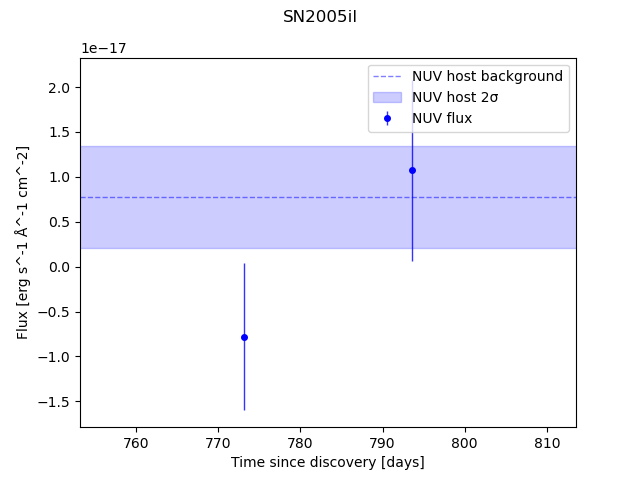 SN2005il
1e−17
NUV host background
NUV host 2σ
NUV flux
2.0
1.5
1.0
0.5
0.0
−0.5
−1.0
−1.5
Flux [erg s^-1 Å^-1 cm^-2]
760 770 780 790 800 810
Time since discovery [days]